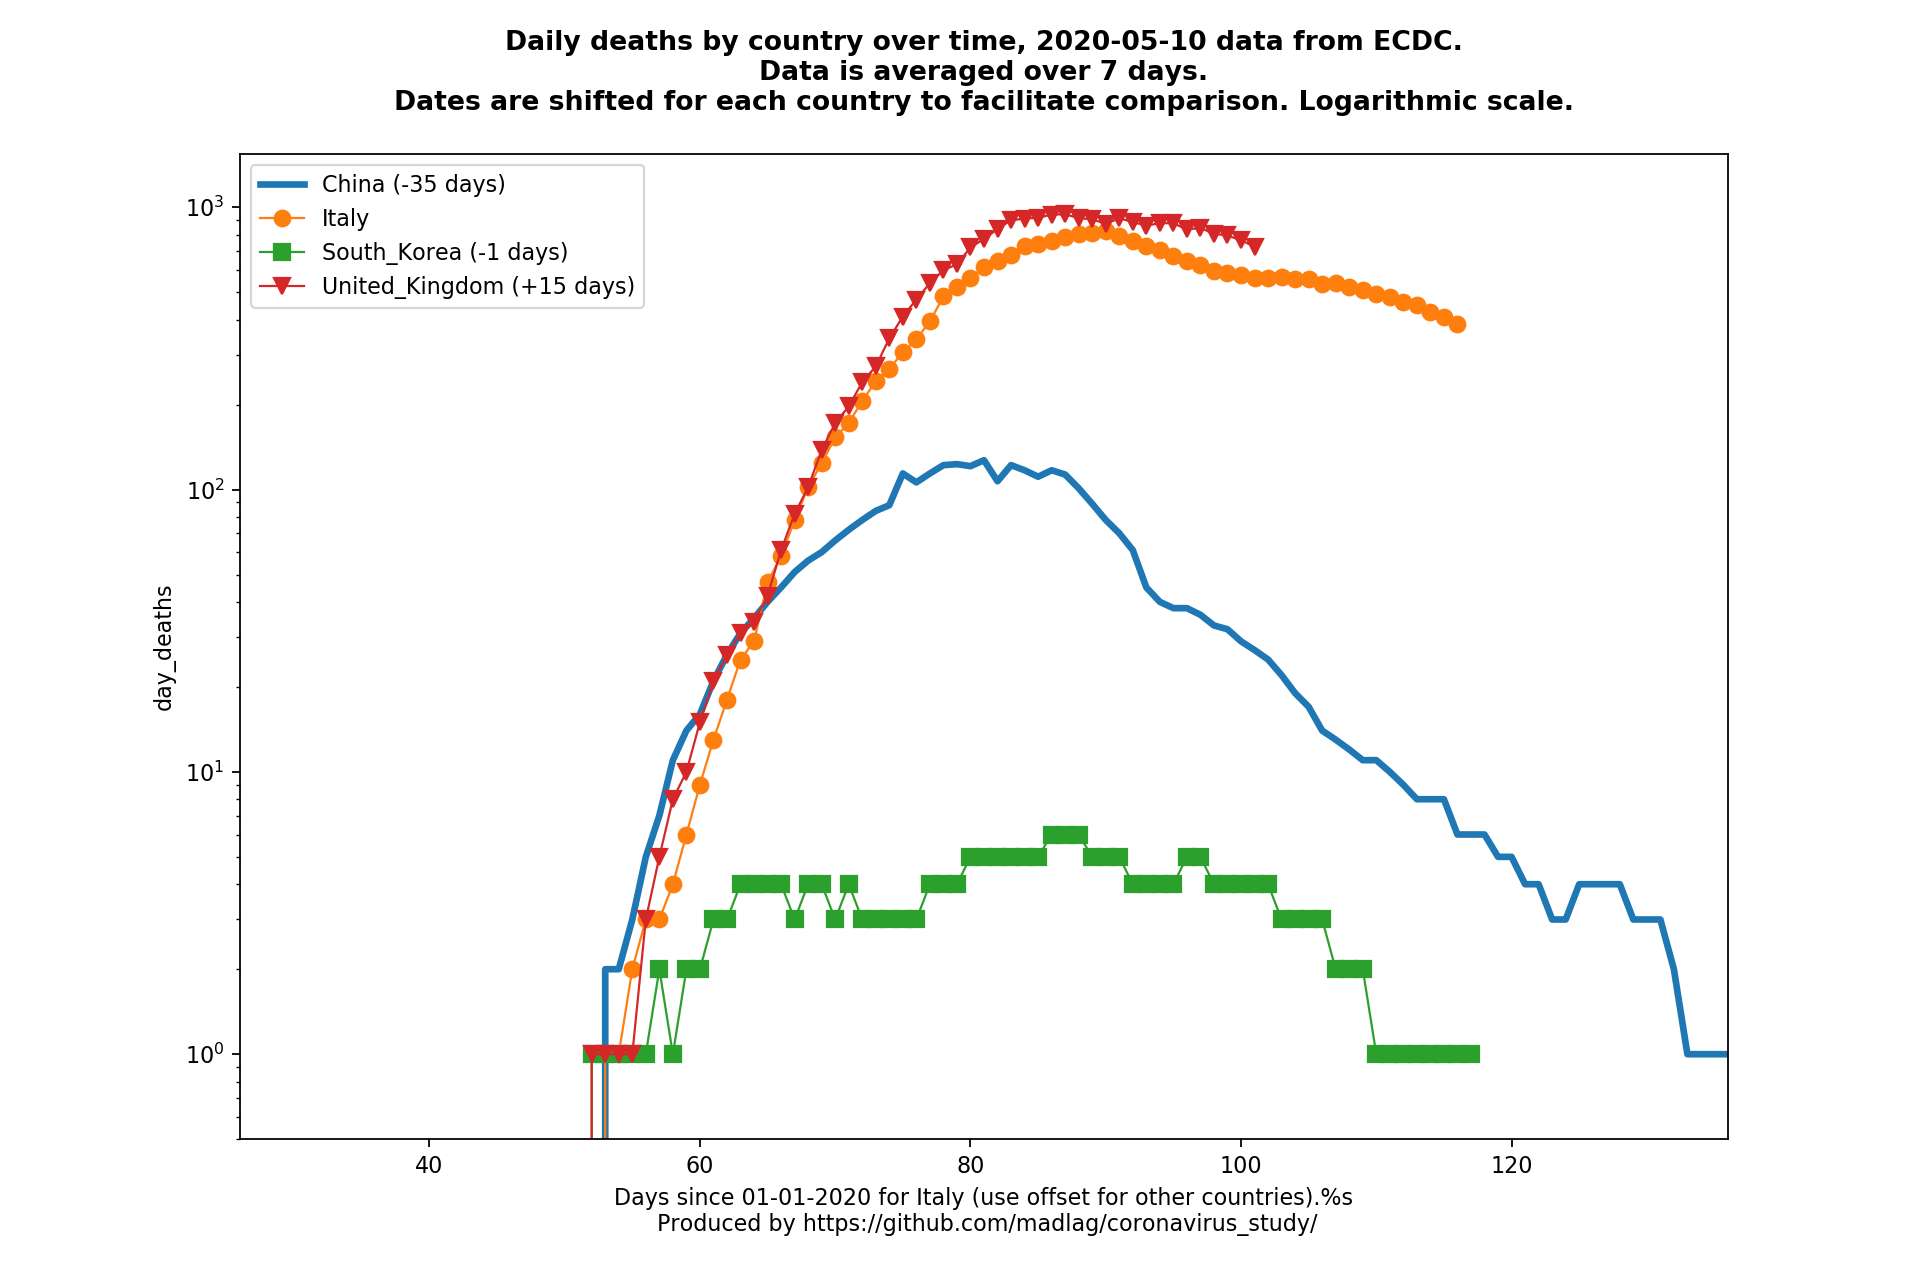 Daily deaths by country over time, 2020-05-10 data from ECDC.
Data is averaged over 7 days.
Dates are shifted for each country to facilitate comparison. Logarithmic scale.
China (-35 days)
Italy
South_Korea (-1 days)
United_Kingdom (+15 days)
10³
10²
10¹
10⁰
day_deaths
40 60 80 100 120
Days since 01-01-2020 for Italy (use offset for other countries).%s
Produced by https://github.com/madlag/coronavirus_study/